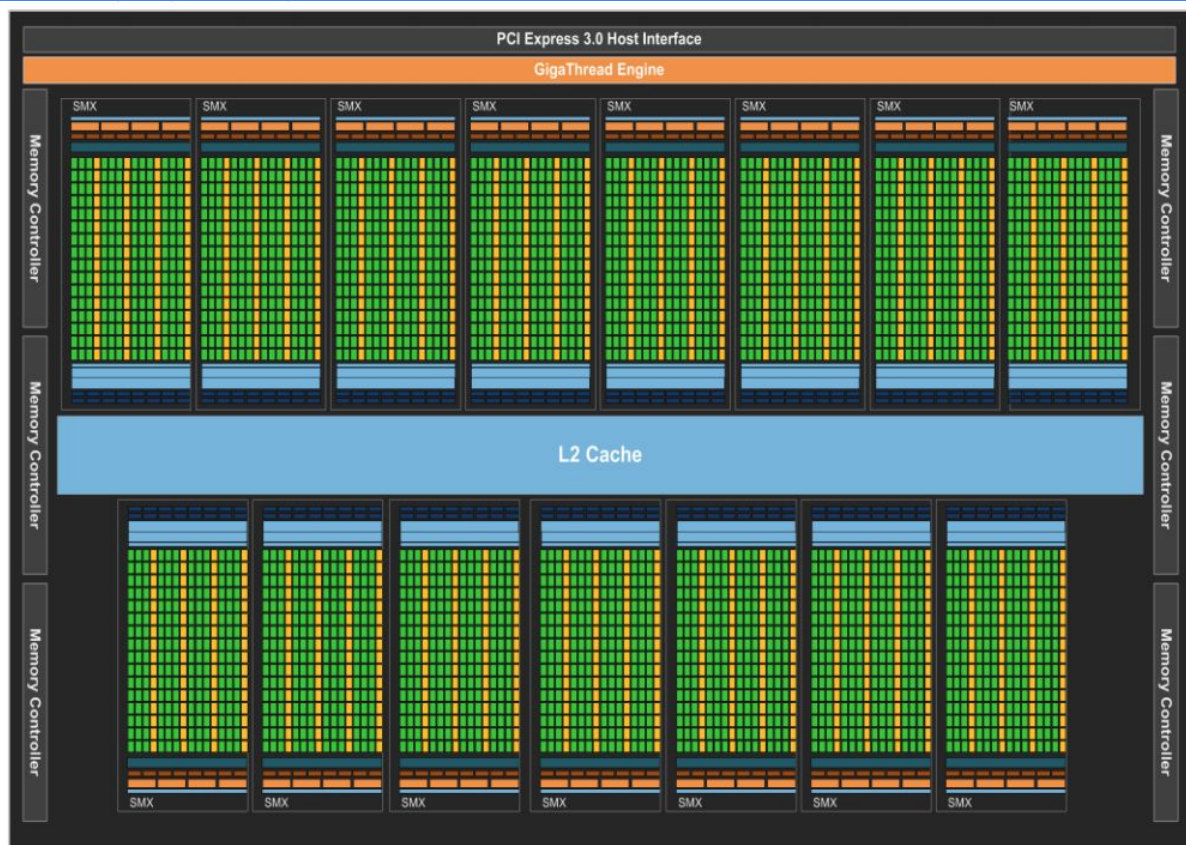 PCI Express 3.0 Host Interface
GigaThread Engine
SMX SMX SMX SMX SMX SMX SMX SMX
Memory Controller
Memory Controller
Memory Controller
Memory Controller
L2 Cache
Memory Controller
Memory Controller
SMX SMX SMX SMX SMX SMX SMX